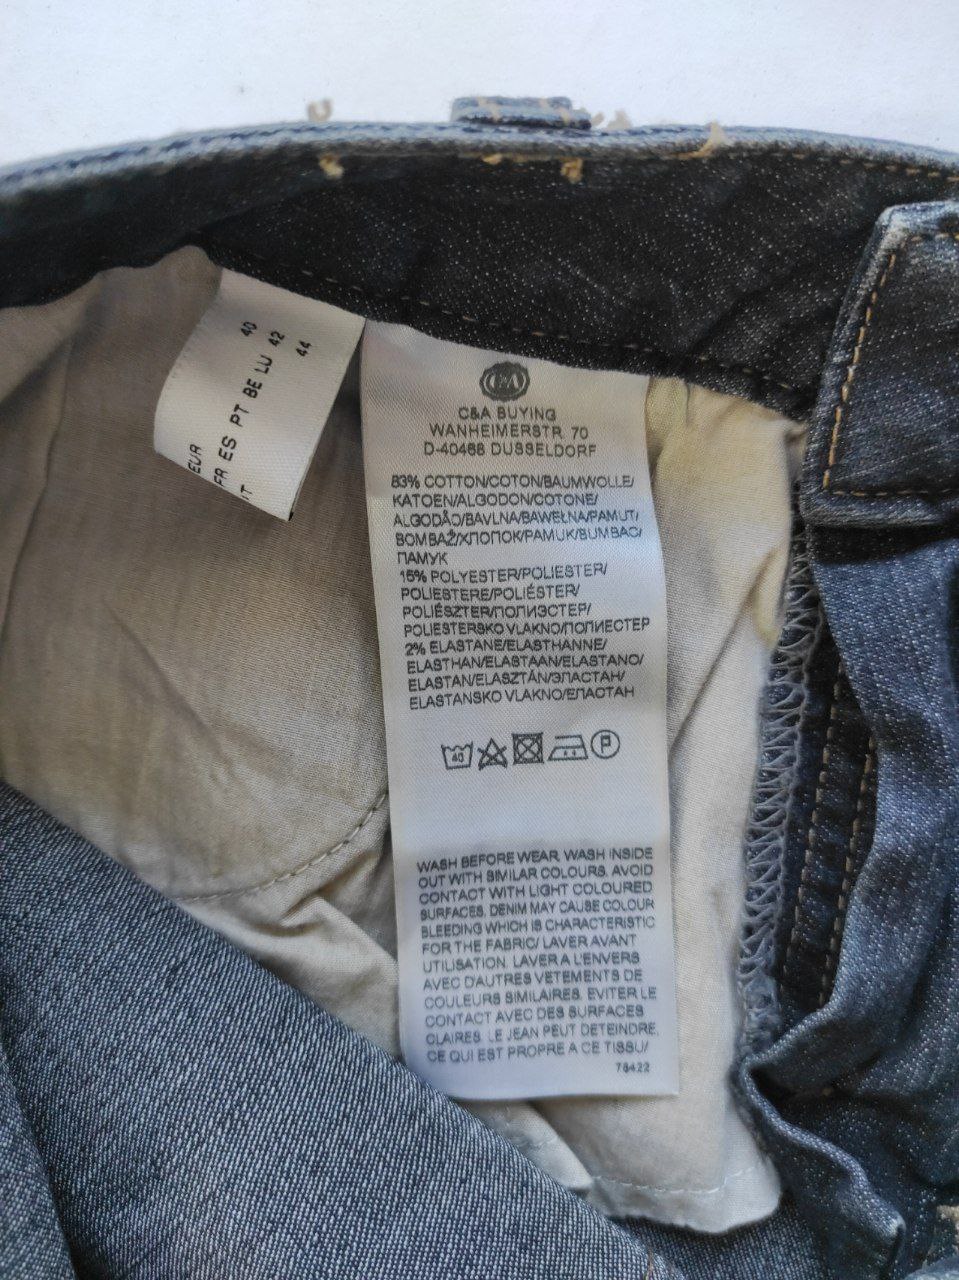 40
42
44
EUR
FR ES PT BE LU
IT
C&A
C&A BUYING
WANHEIMERSTR. 70
D-40468 DUSSELDORF
83% COTTON/COTON/BAUMWOLLE/
KATOEN/ALGODON/COTONE/
ALGODÃO/BAVLNA/BAWEŁNA/PAMUT/
BOMBAŽ/ХЛОПОК/PAMUK/BUMBAC/
ПАМУК
15% POLYESTER/POLIESTER/
POLIESTERE/POLIÉSTER/
POLIÉSZTER/ПОЛИЭСТЕР/
POLIESTERSKO VLAKNO/ПОЛИЕСТЕР
2% ELASTANE/ELASTHANNE/
ELASTHAN/ELASTAAN/ELASTANO/
ELASTAN/ELASZTÁN/ЭЛАСТАН/
ELASTANSKO VLAKNO/ЕЛАСТАН
40 P
WASH BEFORE WEAR. WASH INSIDE
OUT WITH SIMILAR COLOURS. AVOID
CONTACT WITH LIGHT COLOURED
SURFACES. DENIM MAY CAUSE COLOUR
BLEEDING WHICH IS CHARACTERISTIC
FOR THE FABRIC/ LAVER AVANT
UTILISATION. LAVER A L'ENVERS
AVEC D'AUTRES VETEMENTS DE
COULEURS SIMILAIRES. EVITER LE
CONTACT AVEC DES SURFACES
CLAIRES. LE JEAN PEUT DETEINDRE,
CE QUI EST PROPRE A CE TISSU/
78422